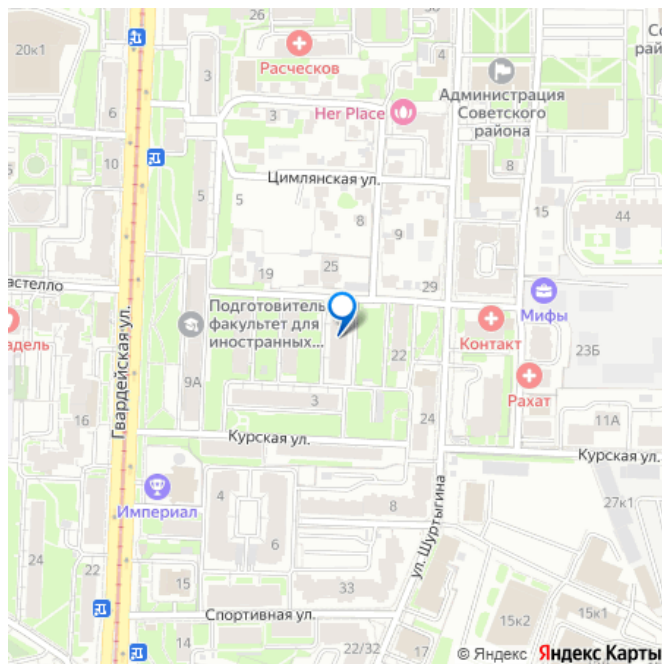 20к1
3
Расческов
4
Администрация
Советского
района
6
Her Place
10
8
Цимлянская ул.
5
5
15
44
8
9
19
25
29
астелло
Подготовитель
факультет для
иностранных...
Мифы
Контакт
адель
Гвардейская ул.
22
23Б
9А
Рахат
16
3
24
11А
Курская ул.
Курская ул.
4
Империал
8
27к1
6
ул. Шуртыгина
24
22
15
33
Спортивная ул.
15к2
15к1
14
22/32
17
© Яндекс Яндекс Карты